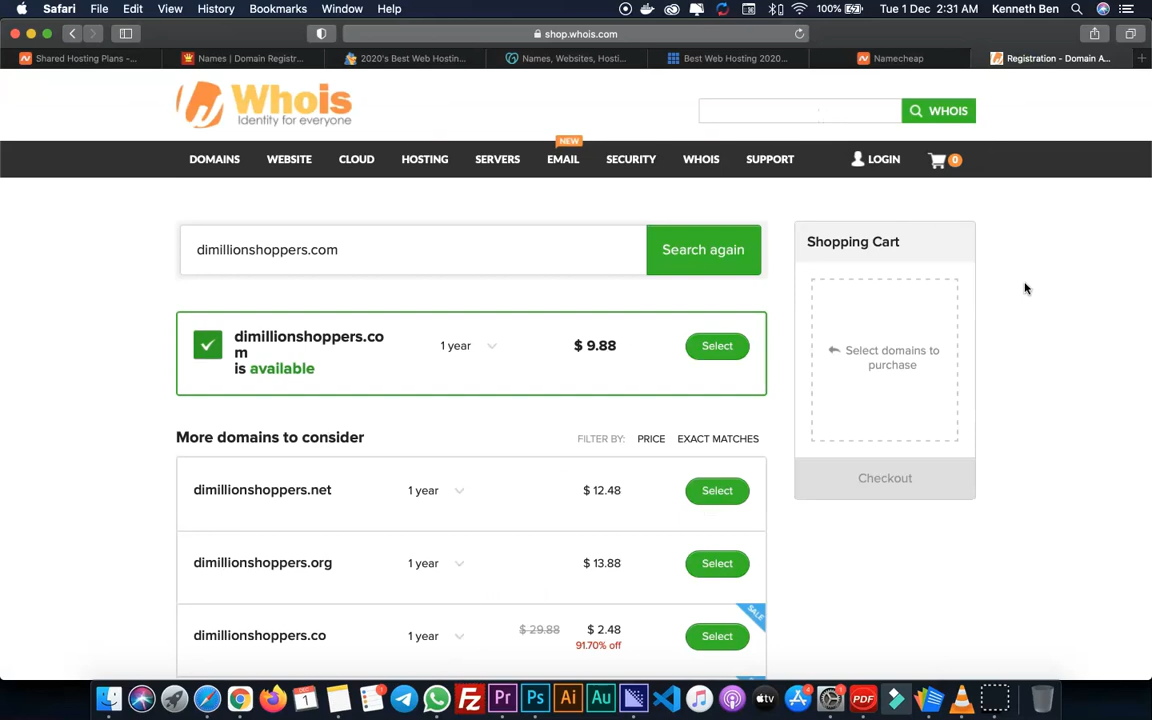 Safari File Edit View History Bookmarks Window Help 100% Tue 1 Dec 2:31 AM Kenneth Ben
shop.whois.com
Shared Hosting Plans -... Names | Domain Registr... 2020's Best Web Hostin... Names, Websites, Hosti... Best Web Hosting 2020... Namecheap Registration - Domain A...
Whois
Identity for everyone
WHOIS
NEW
DOMAINS WEBSITE CLOUD HOSTING SERVERS EMAIL SECURITY WHOIS SUPPORT LOGIN 0
dimillionshoppers.com Search again
Shopping Cart
dimillionshoppers.co
m
is available
1 year $ 9.88 Select
Select domains to
purchase
More domains to consider FILTER BY: PRICE EXACT MATCHES
Checkout
dimillionshoppers.net 1 year $ 12.48 Select
dimillionshoppers.org 1 year $ 13.88 Select
SALE
dimillionshoppers.co 1 year $ 29.88 $ 2.48 Select
91.70% off